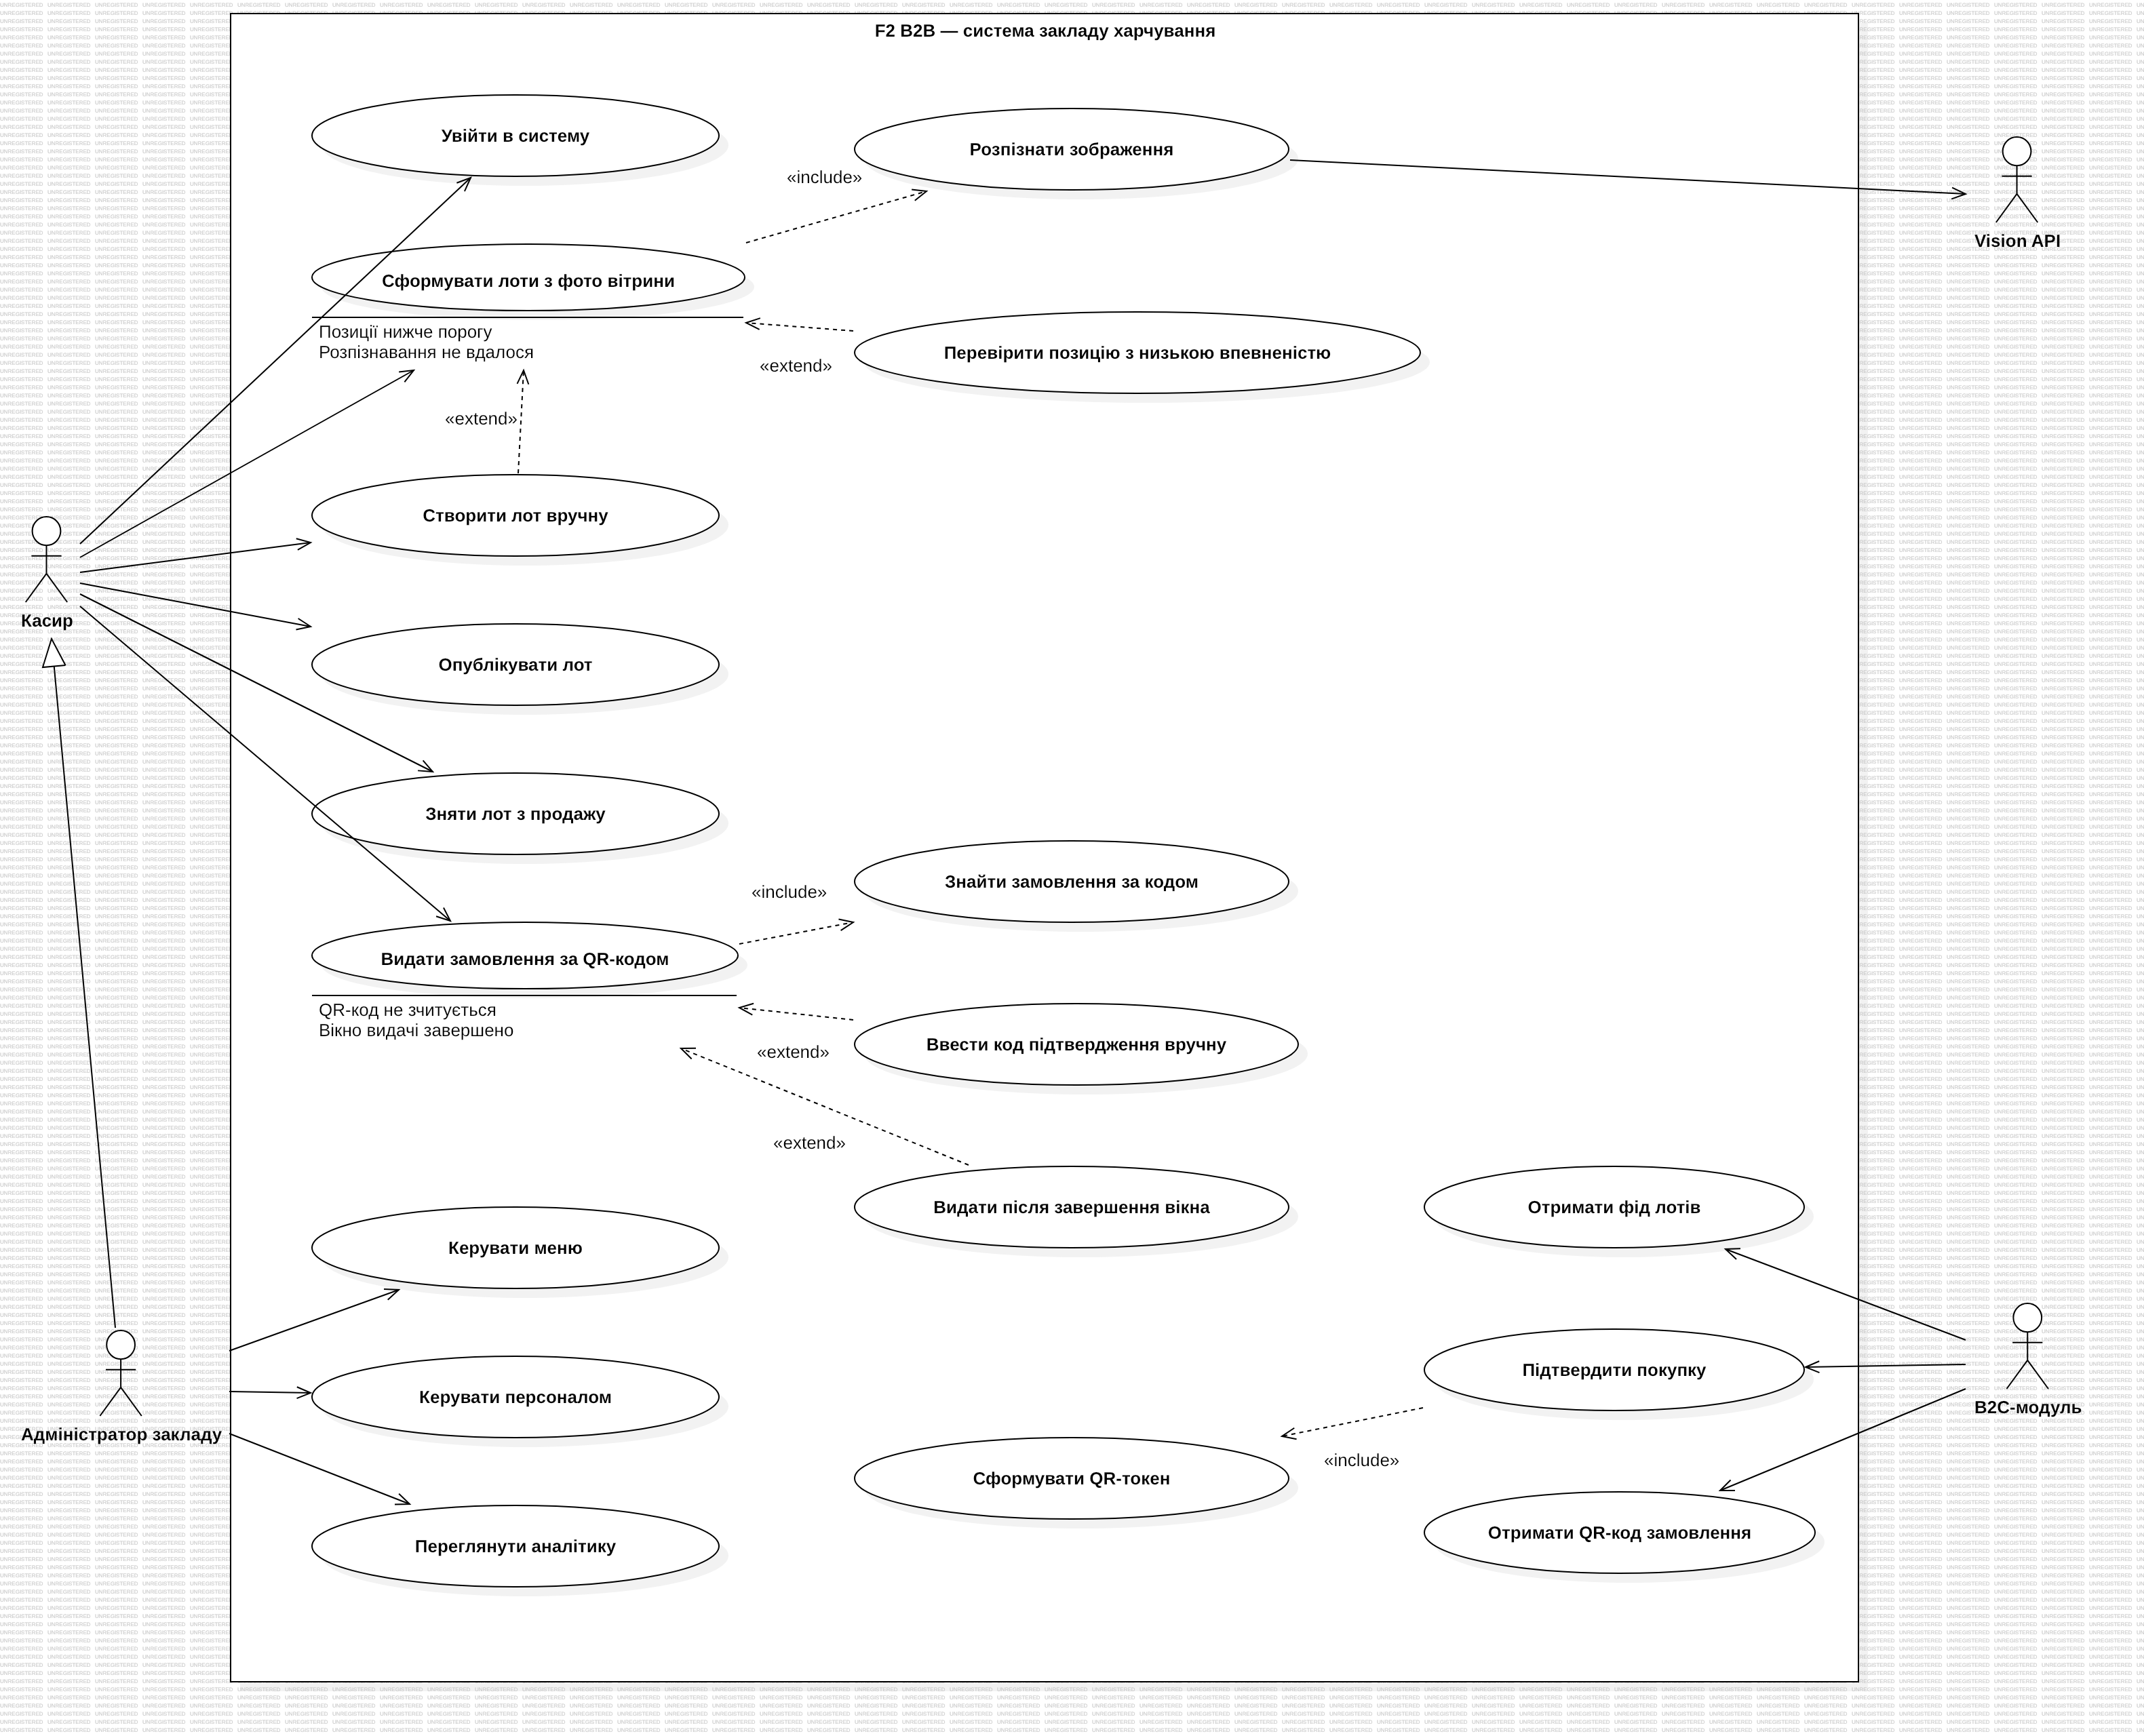 F2 B2B — система закладу харчування
Увійти в систему
Розпізнати зображення
«include»
Vision API
Сформувати лоти з фото вітрини
Позиції нижче порогу
Розпізнавання не вдалося
Перевірити позицію з низькою впевненістю
«extend»
«extend»
Створити лот вручну
Касир
Опублікувати лот
Зняти лот з продажу
Знайти замовлення за кодом
«include»
Видати замовлення за QR-кодом
QR-код не зчитується
Вікно видачі завершено
Ввести код підтвердження вручну
«extend»
«extend»
Видати після завершення вікна
Отримати фід лотів
Керувати меню
Підтвердити покупку
Керувати персоналом
B2C-модуль
Адміністратор закладу
«include»
Сформувати QR-токен
Отримати QR-код замовлення
Переглянути аналітику
UNREGISTERED